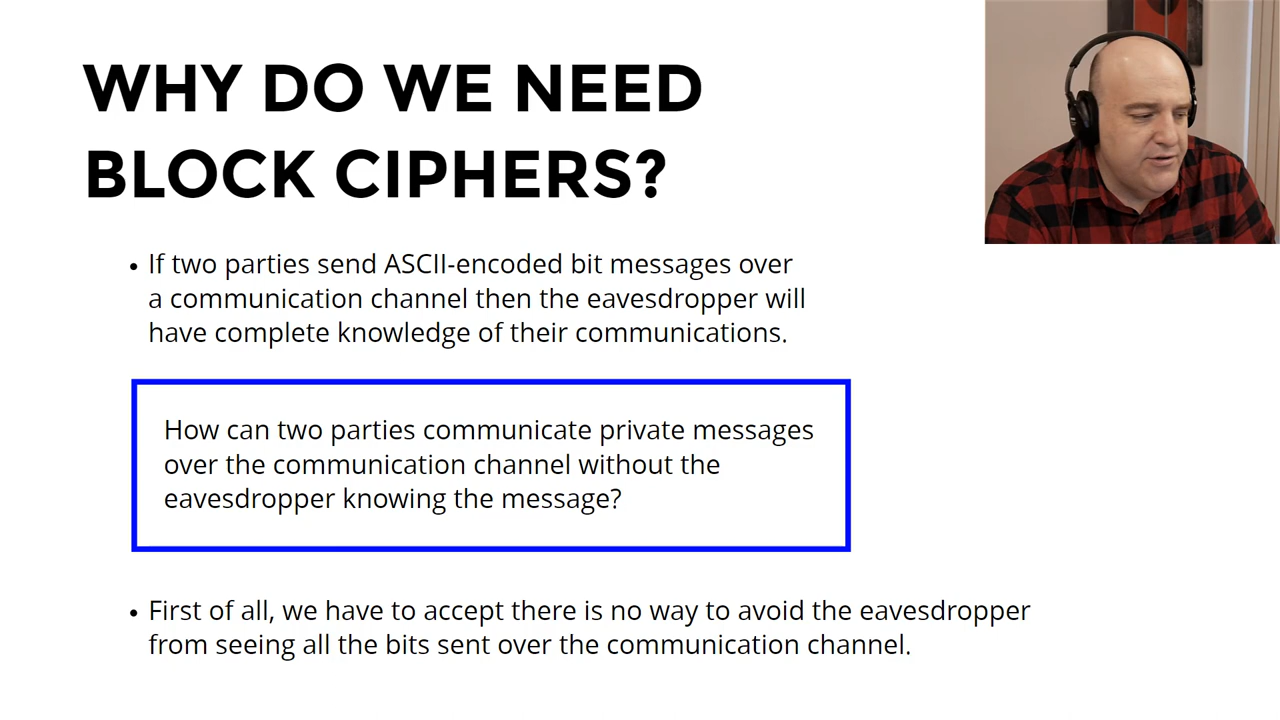 WHY DO WE NEED
BLOCK CIPHERS?
• If two parties send ASCII-encoded bit messages over
a communication channel then the eavesdropper will
have complete knowledge of their communications.
How can two parties communicate private messages
over the communication channel without the
eavesdropper knowing the message?
• First of all, we have to accept there is no way to avoid the eavesdropper
from seeing all the bits sent over the communication channel.